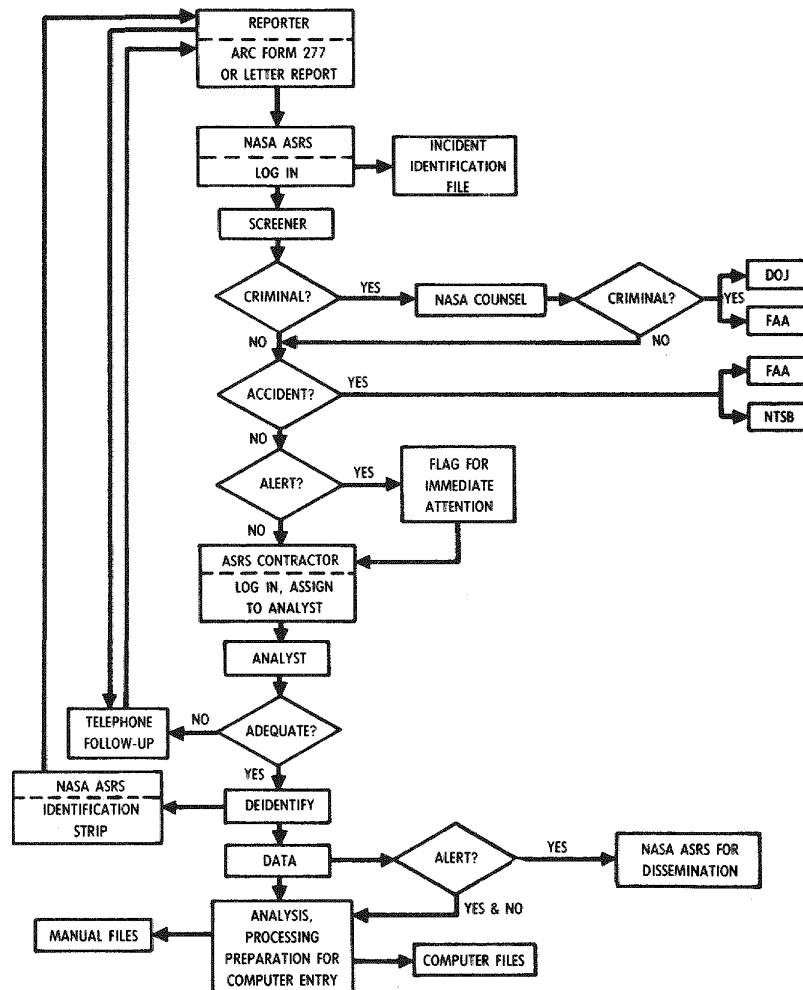 REPORTER
ARC FORM 277
OR LETTER REPORT
NASA ASRS
LOG IN
INCIDENT
IDENTIFICATION
FILE
SCREENER
CRIMINAL?
YES
NASA COUNSEL
CRIMINAL?
YES
DOJ
FAA
NO
NO
ACCIDENT?
YES
FAA
NTSB
NO
ALERT?
YES
FLAG FOR
IMMEDIATE
ATTENTION
NO
ASRS CONTRACTOR
LOG IN, ASSIGN
TO ANALYST
ANALYST
ADEQUATE?
NO
TELEPHONE
FOLLOW-UP
YES
NASA ASRS
IDENTIFICATION
STRIP
DEIDENTIFY
DATA
ALERT?
YES
NASA ASRS FOR
DISSEMINATION
YES & NO
ANALYSIS,
PROCESSING
PREPARATION FOR
COMPUTER ENTRY
MANUAL FILES
COMPUTER FILES